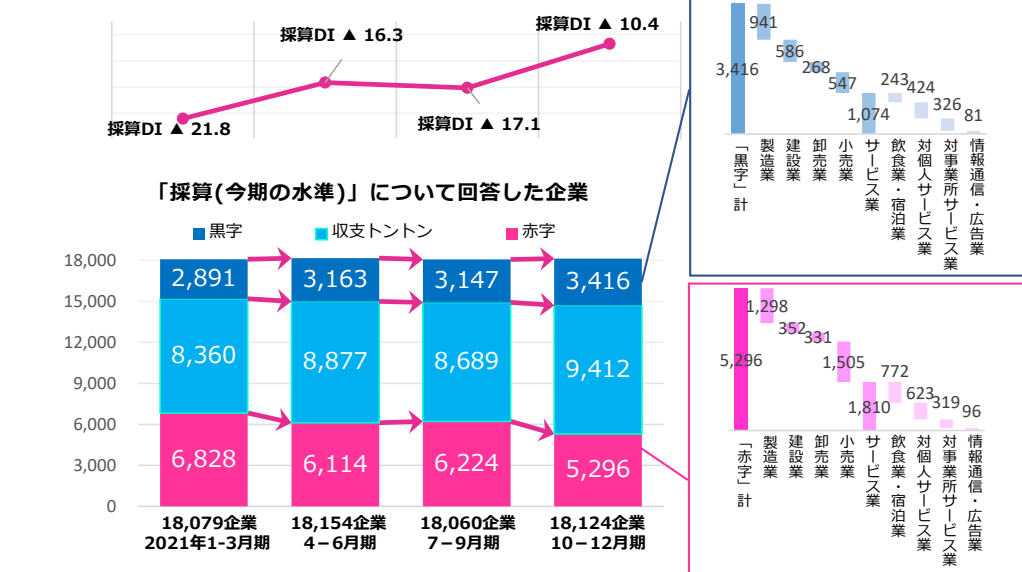 採算DI ▲ 21.8
採算DI ▲ 16.3
採算DI ▲ 17.1
採算DI ▲ 10.4
「採算(今期の水準)」について回答した企業
黒字
収支トントン
赤字
18,000
15,000
12,000
9,000
6,000
3,000
0
2,891
3,163
3,147
3,416
8,360
8,877
8,689
9,412
6,828
6,114
6,224
5,296
18,079企業
2021年1-3月期
18,154企業
4－6月期
18,060企業
7－9月期
18,124企業
10－12月期
3,416
941
586
268
547
1,074
243
424
326
81
「黒字」計
製造業
建設業
卸売業
小売業
サービス業
飲食業・宿泊業
対個人サービス業
対事業所サービス業
情報通信・広告業
5,296
1,298
352
331
1,505
1,810
772
623
319
96
「赤字」計
製造業
建設業
卸売業
小売業
サービス業
飲食業・宿泊業
対個人サービス業
対事業所サービス業
情報通信・広告業